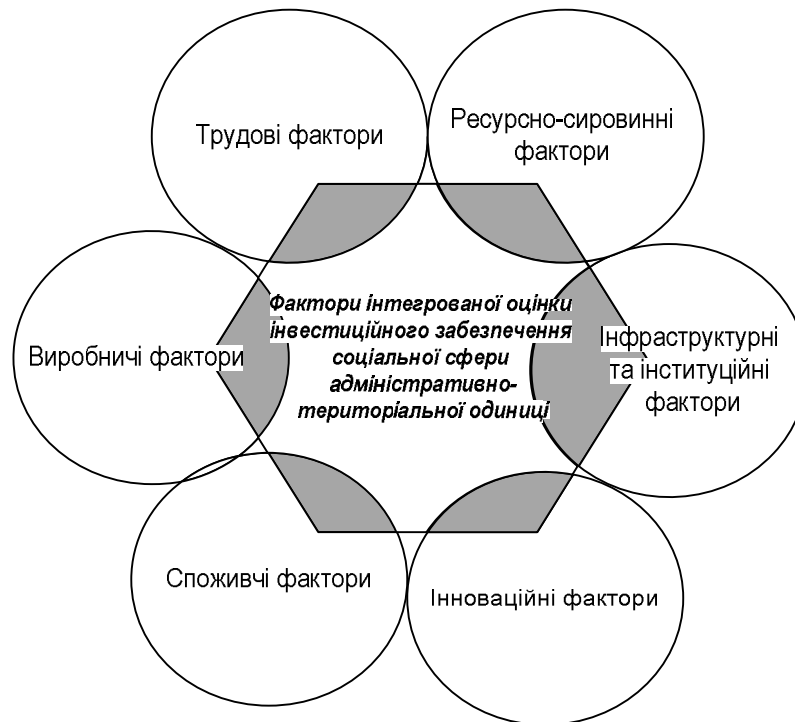 Трудові фактори
Ресурсно-сировинні
фактори
Фактори інтегрованої оцінки
інвестиційного забезпечення
соціальної сфери
адміністративно-
територіальної одиниці
Виробничі фактори
Інфраструктурні
та інституційні
фактори
Споживчі фактори
Інноваційні фактори